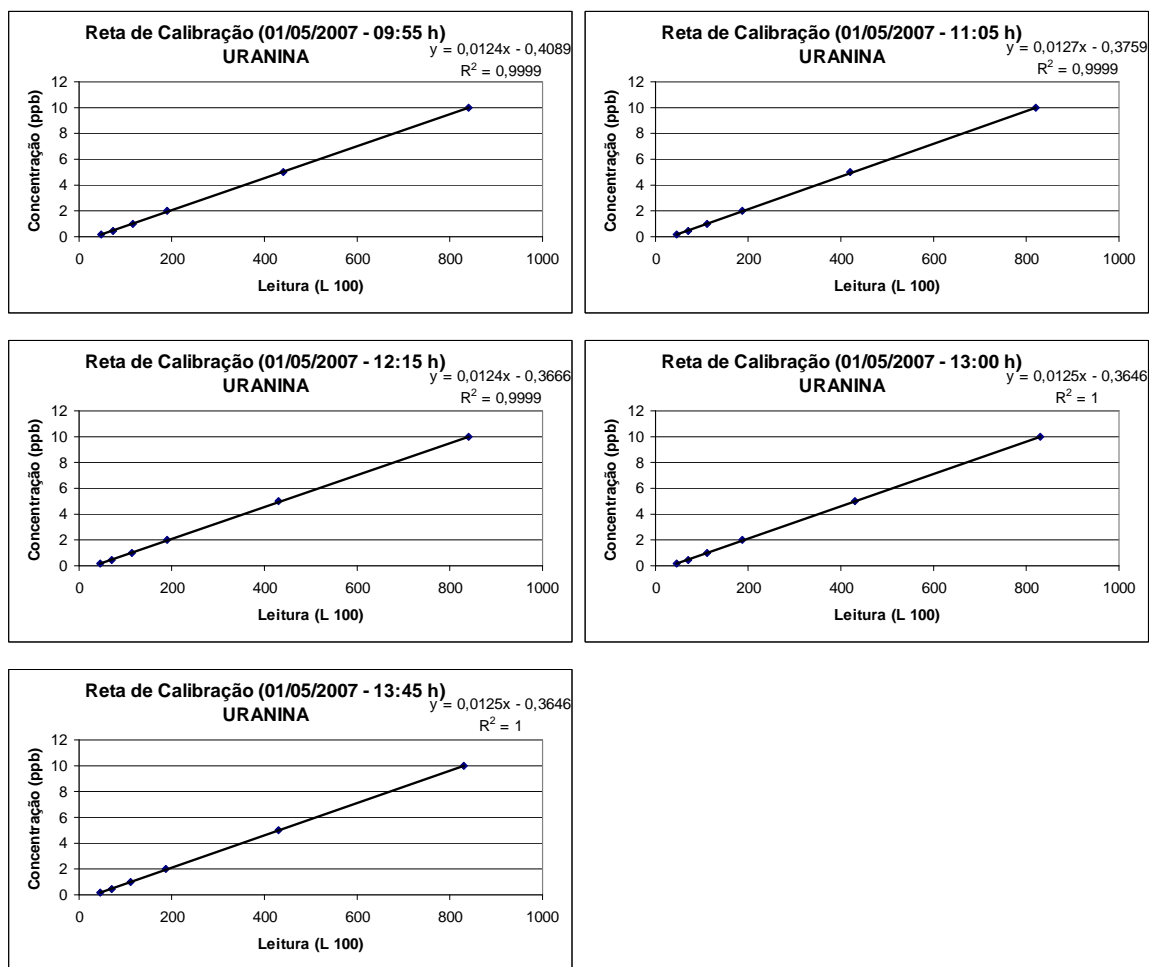 Reta de Calibração (01/05/2007 - 09:55 h)
URANINA
y = 0,0124x - 0,4089
R² = 0,9999
Concentração (ppb)
12
10
8
6
4
2
0
0 200 400 600 800 1000
Leitura (L 100)
Reta de Calibração (01/05/2007 - 11:05 h)
URANINA
y = 0,0127x - 0,3759
R² = 0,9999
Concentração (ppb)
12
10
8
6
4
2
0
0 200 400 600 800 1000
Leitura (L 100)
Reta de Calibração (01/05/2007 - 12:15 h)
URANINA
y = 0,0124x - 0,3666
R² = 0,9999
Concentração (ppb)
12
10
8
6
4
2
0
0 200 400 600 800 1000
Leitura (L 100)
Reta de Calibração (01/05/2007 - 13:00 h)
URANINA
y = 0,0125x - 0,3646
R² = 1
Concentração (ppb)
12
10
8
6
4
2
0
0 200 400 600 800 1000
Leitura (L 100)
Reta de Calibração (01/05/2007 - 13:45 h)
URANINA
y = 0,0125x - 0,3646
R² = 1
Concentração (ppb)
12
10
8
6
4
2
0
0 200 400 600 800 1000
Leitura (L 100)